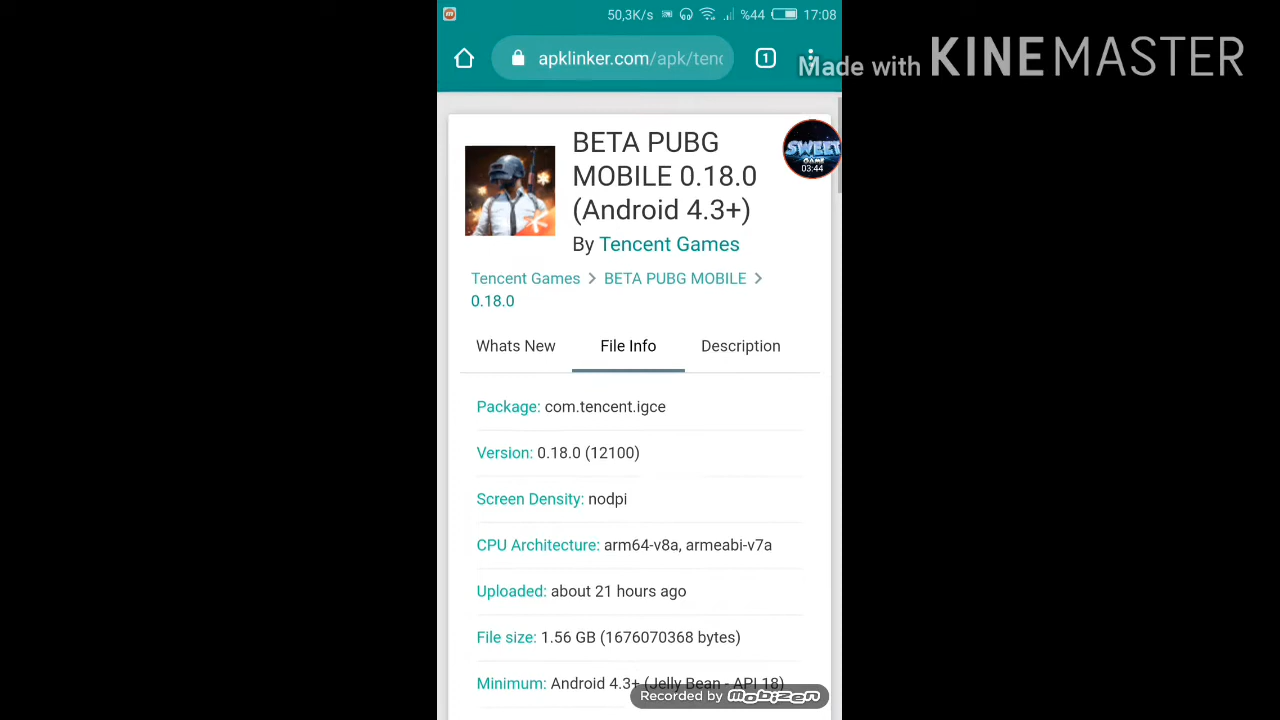 50,3K/s %44 17:08
apklinker.com/apk/tenc 1
Made with KINEMASTER
BETA PUBG
MOBILE 0.18.0
(Android 4.3+)
SWEET
GAME
03:44
By Tencent Games
Tencent Games > BETA PUBG MOBILE >
0.18.0
Whats New File Info Description
Package: com.tencent.igce
Version: 0.18.0 (12100)
Screen Density: nodpi
CPU Architecture: arm64-v8a, armeabi-v7a
Uploaded: about 21 hours ago
File size: 1.56 GB (1676070368 bytes)
Minimum: Android 4.3+ (Jelly Bean - API 18)
Recorded by mobizen